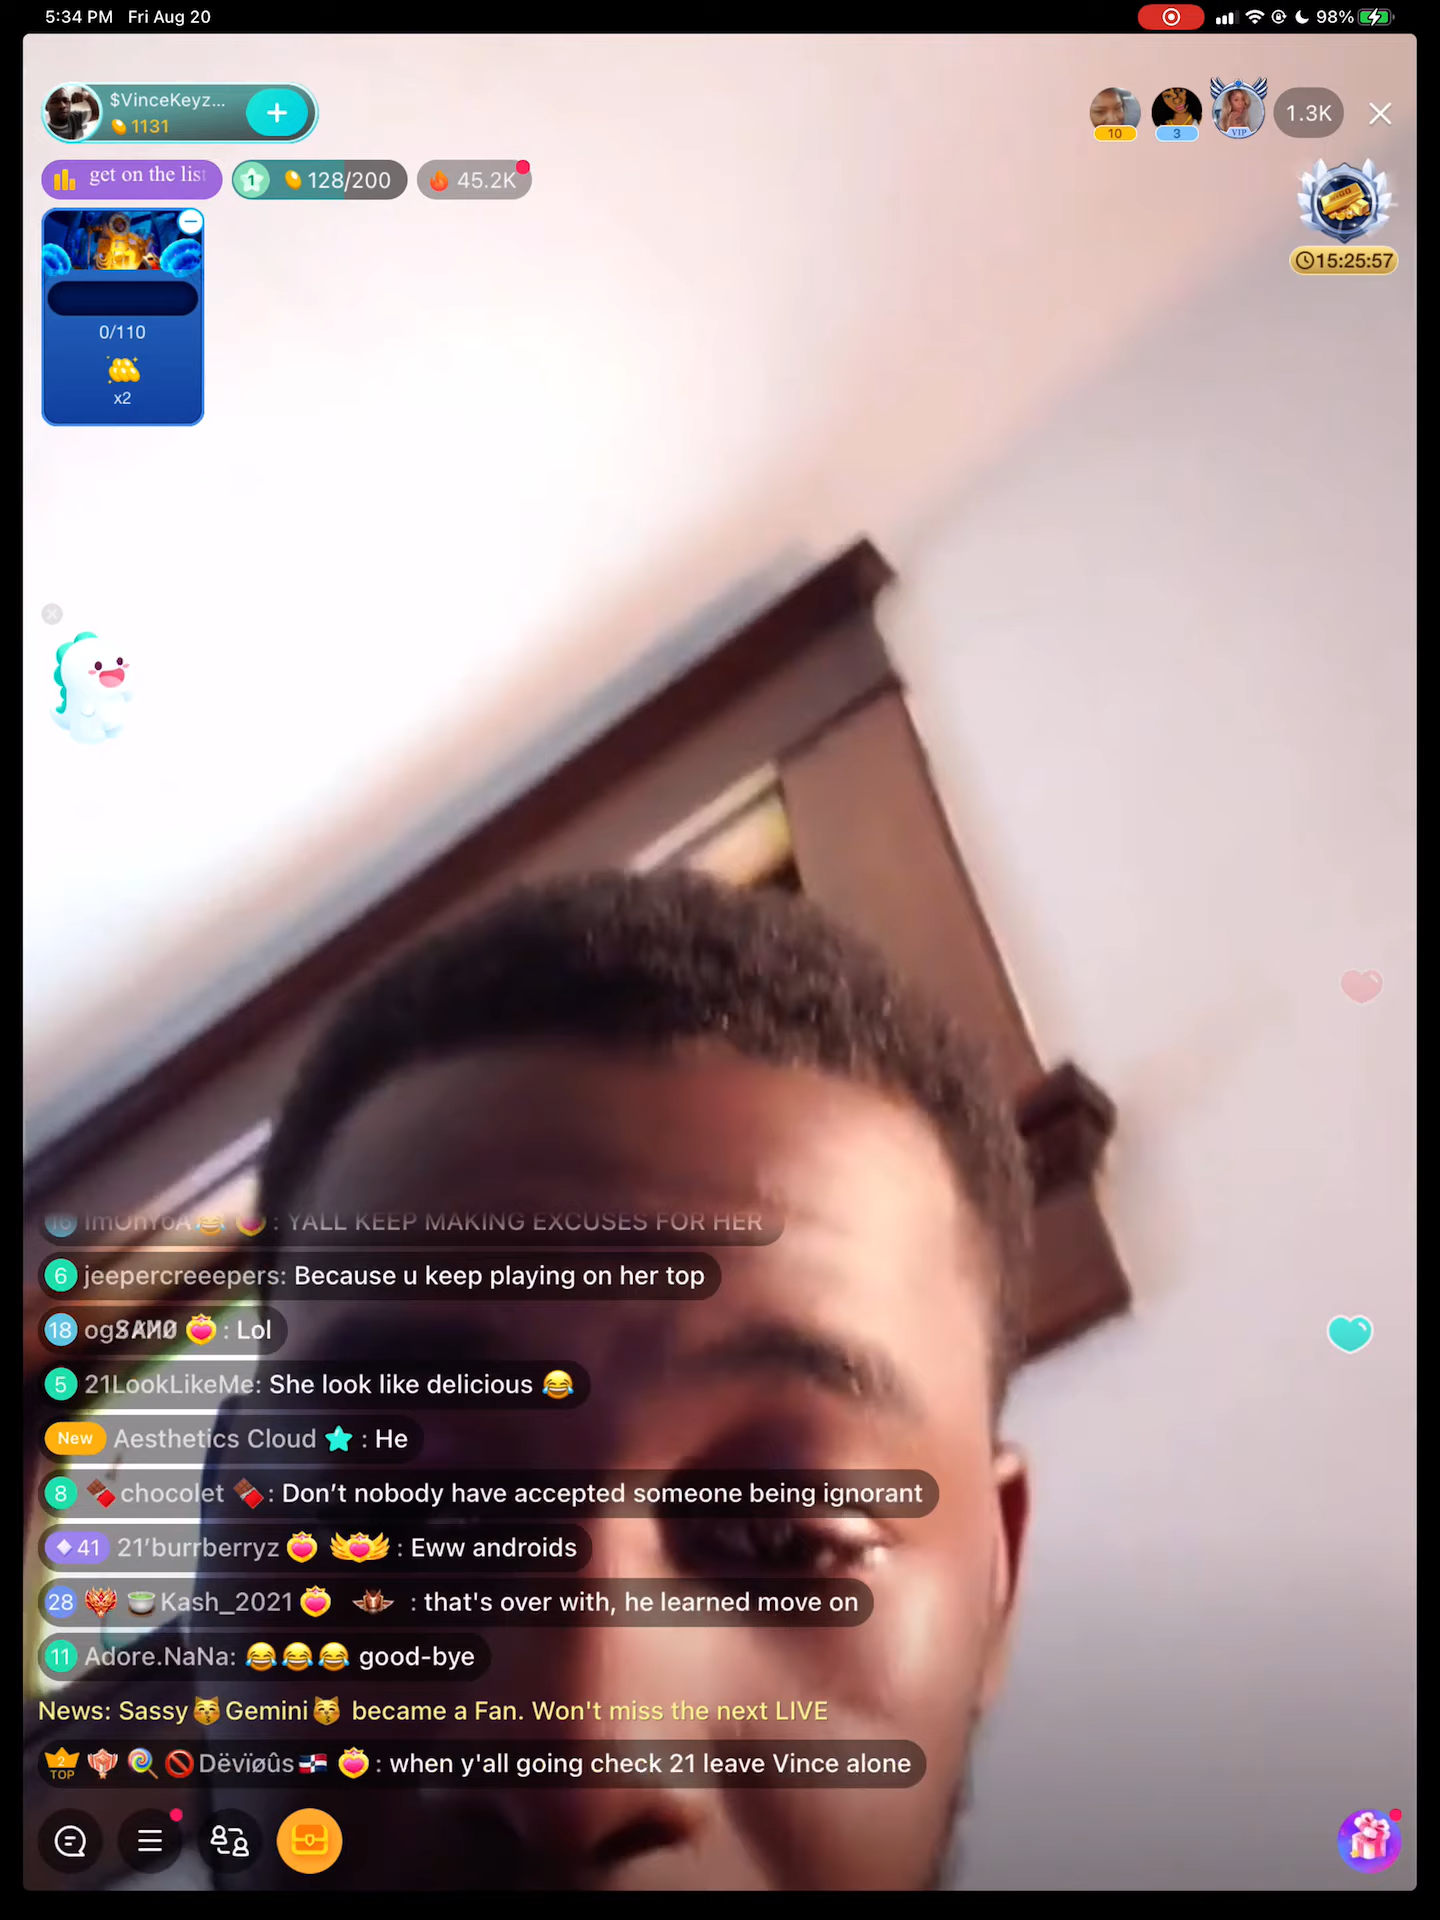 5:34 PM Fri Aug 20
98%
$VinceKeyz...
1131
10
3
VIP
1.3K
get on the list
1 128/200
45.2K
15:25:57
0/110
x2
: YALL KEEP MAKING EXCUSES FOR HER
6 jeepercreeepers: Because u keep playing on her top
18 ogSAMØ : Lol
5 21LookLikeMe: She look like delicious 😂
New Aesthetics Cloud : He
8 🍫chocolet 🍫: Don’t nobody have accepted someone being ignorant
41 21’burrberryz : Eww androids
28 🍵Kash_2021 : that's over with, he learned move on
11 Adore.NaNa: 😂😂😂 good-bye
News: Sassy😽Gemini😽 became a Fan. Won't miss the next LIVE
2 TOP 🍭🚫Dëvïøûs🇩🇴 : when y'all going check 21 leave Vince alone